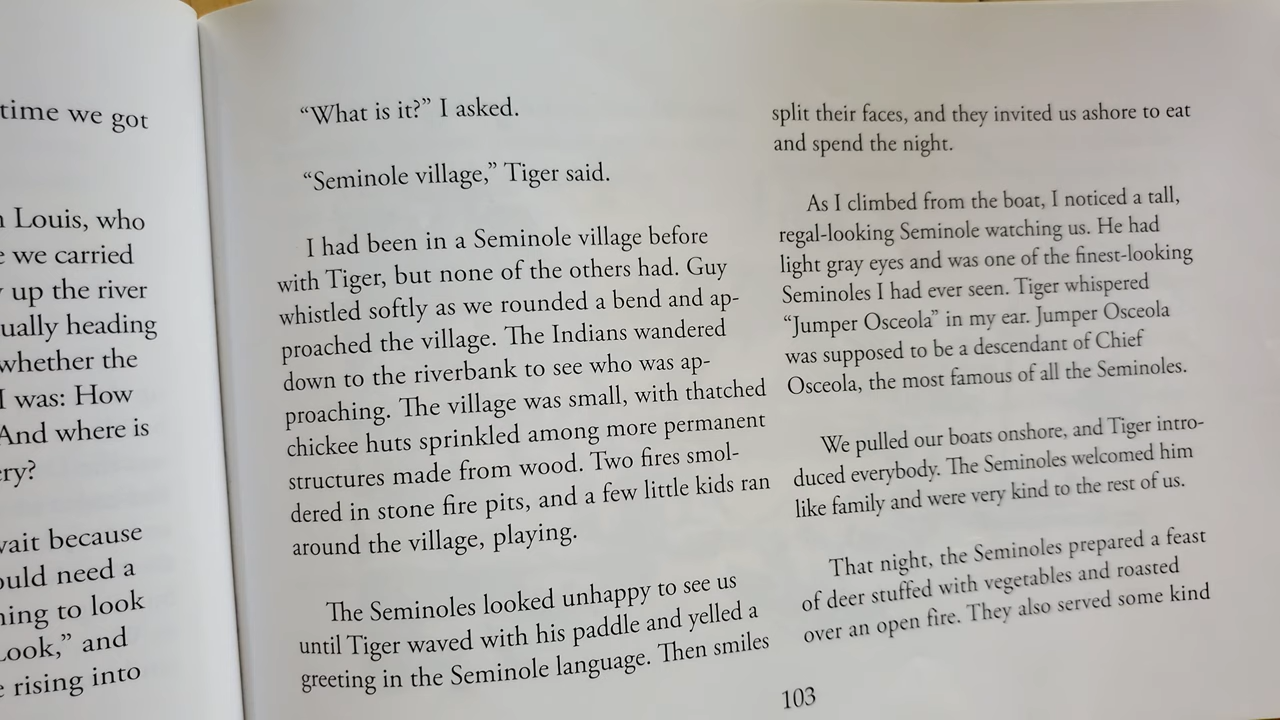 time we got
Louis, who
we carried
up the river
heading
whether the
I was: How
And where is
because
need a
to look
and
rising into
“What is it?” I asked.
“Seminole village,” Tiger said.
I had been in a Seminole village before
with Tiger, but none of the others had. Guy
whistled softly as we rounded a bend and ap-
proached the village. The Indians wandered
down to the riverbank to see who was ap-
proaching. The village was small, with thatched
chickee huts sprinkled among more permanent
structures made from wood. Two fires smol-
dered in stone fire pits, and a few little kids ran
around the village, playing.
The Seminoles looked unhappy to see us
until Tiger waved with his paddle and yelled a
greeting in the Seminole language. Then smiles
split their faces, and they invited us ashore to eat
and spend the night.
As I climbed from the boat, I noticed a tall,
regal-looking Seminole watching us. He had
light gray eyes and was one of the finest-looking
Seminoles I had ever seen. Tiger whispered
“Jumper Osceola” in my ear. Jumper Osceola
was supposed to be a descendant of Chief
Osceola, the most famous of all the Seminoles.
We pulled our boats onshore, and Tiger intro-
duced everybody. The Seminoles welcomed him
like family and were very kind to the rest of us.
That night, the Seminoles prepared a feast
of deer stuffed with vegetables and roasted
over an open fire. They also served some kind
103